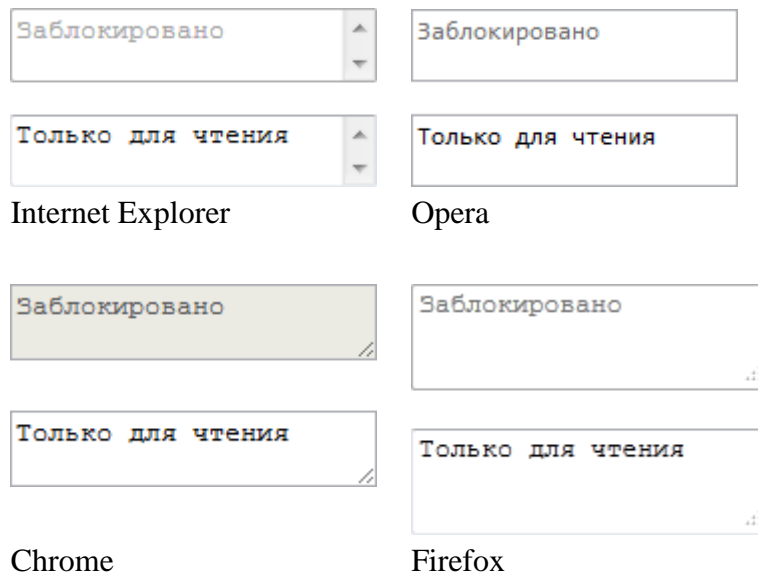 Заблокировано
Заблокировано
Только для чтения
Только для чтения
Internet Explorer
Opera
Заблокировано
Заблокировано
Только для чтения
Только для чтения
Chrome
Firefox